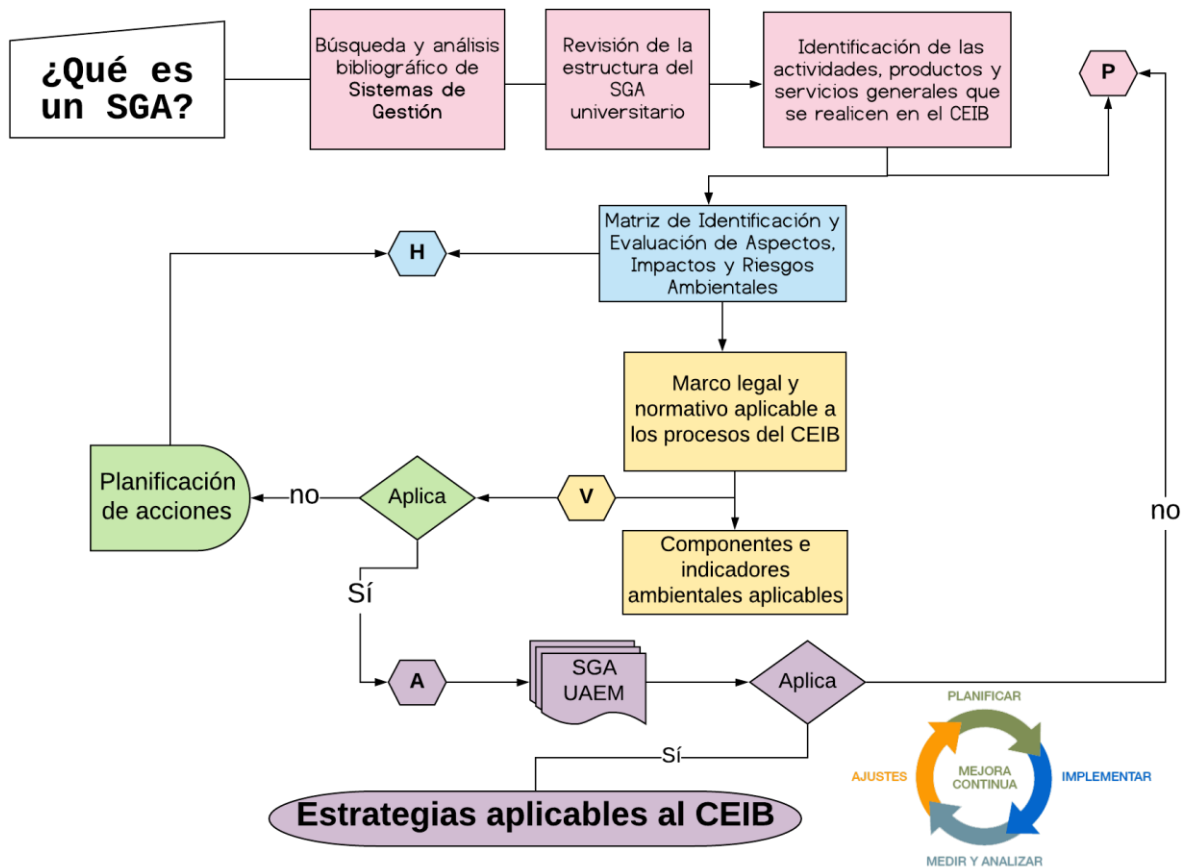 ¿Qué es
un SGA?
Búsqueda y análisis
bibliográfico de
Sistemas de
Gestión
Revisión de la
estructura del
SGA
universitario
Identificación de las
actividades, productos y
servicios generales que
se realicen en el CEIB
P
Matriz de Identificación y
Evaluación de Aspectos,
Impactos y Riesgos
Ambientales
H
Marco legal y
normativo aplicable a
los procesos del CEIB
Planificación
de acciones
no
Aplica
V
no
Componentes e
indicadores
ambientales aplicables
Sí
A
SGA
UAEM
Aplica
Sí
Estrategias aplicables al CEIB
PLANIFICAR
AJUSTES
MEJORA
CONTINUA
IMPLEMENTAR
MEDIR Y ANALIZAR